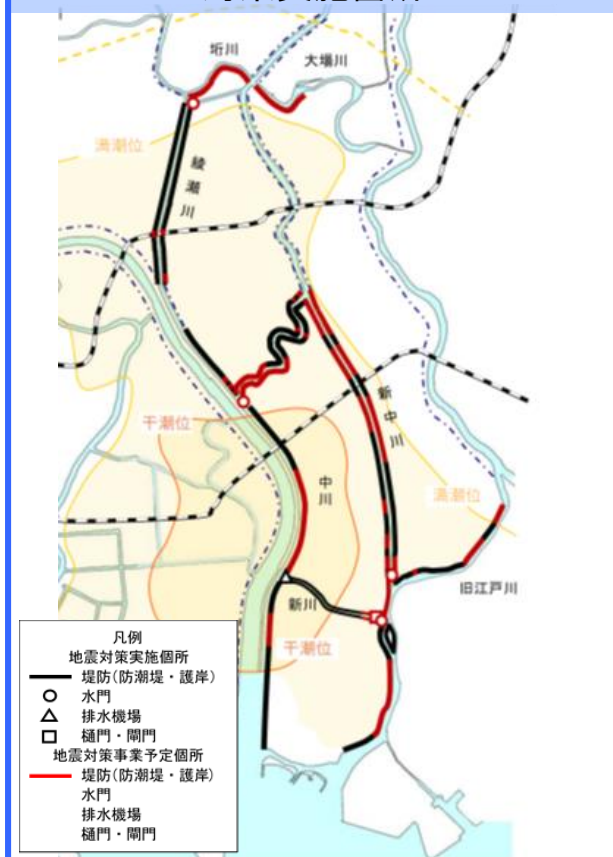 垳川
大場川
満潮位
綾瀬川
干潮位
新中川
中川
満潮位
旧江戸川
新川
干潮位
凡例
地震対策実施個所
堤防(防潮堤・護岸)
水門
排水機場
樋門・閘門
地震対策事業予定個所
堤防(防潮堤・護岸)
水門
排水機場
樋門・閘門